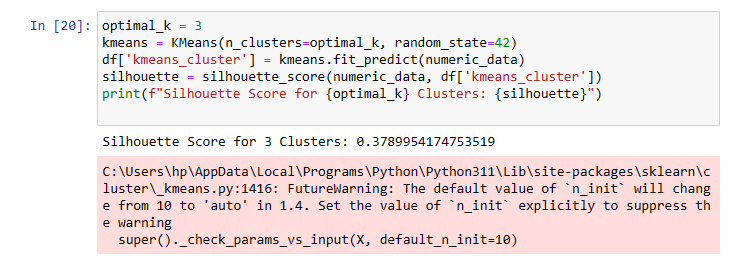 In [20]: optimal_k = 3
kmeans = KMeans(n_clusters=optimal_k, random_state=42)
df['kmeans_cluster'] = kmeans.fit_predict(numeric_data)
silhouette = silhouette_score(numeric_data, df['kmeans_cluster'])
print(f"Silhouette Score for {optimal_k} Clusters: {silhouette}")
Silhouette Score for 3 Clusters: 0.3789954174753519
C:\Users\hp\AppData\Local\Programs\Python\Python311\Lib\site-packages\sklearn\c
luster\_kmeans.py:1416: FutureWarning: The default value of `n_init` will chang
e from 10 to 'auto' in 1.4. Set the value of `n_init` explicitly to suppress th
e warning
  super()._check_params_vs_input(X, default_n_init=10)